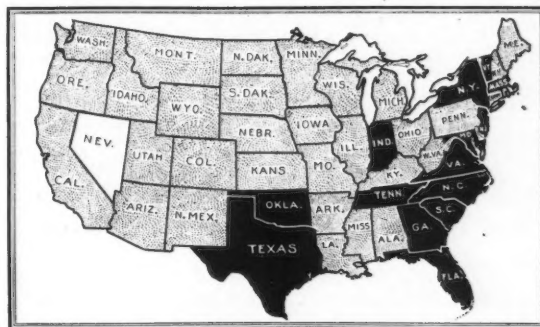 WASH.
MONT.
N.DAK.
MINN.
ME.
ORE.
IDAHO.
S.DAK.
WIS.
MICH.
N.Y.
MASS.
WYO.
NEBR.
IOWA
PENN.
NEV.
UTAH
COL.
KANS
MO.
ILL.
IND.
OHIO
W.VA.
VA.
MD.
CAL.
ARIZ.
N.MEX.
OKLA.
ARK.
KY.
TENN.
N.C.
S.C.
TEXAS
LA.
MISS
ALA.
GA.
FLA.